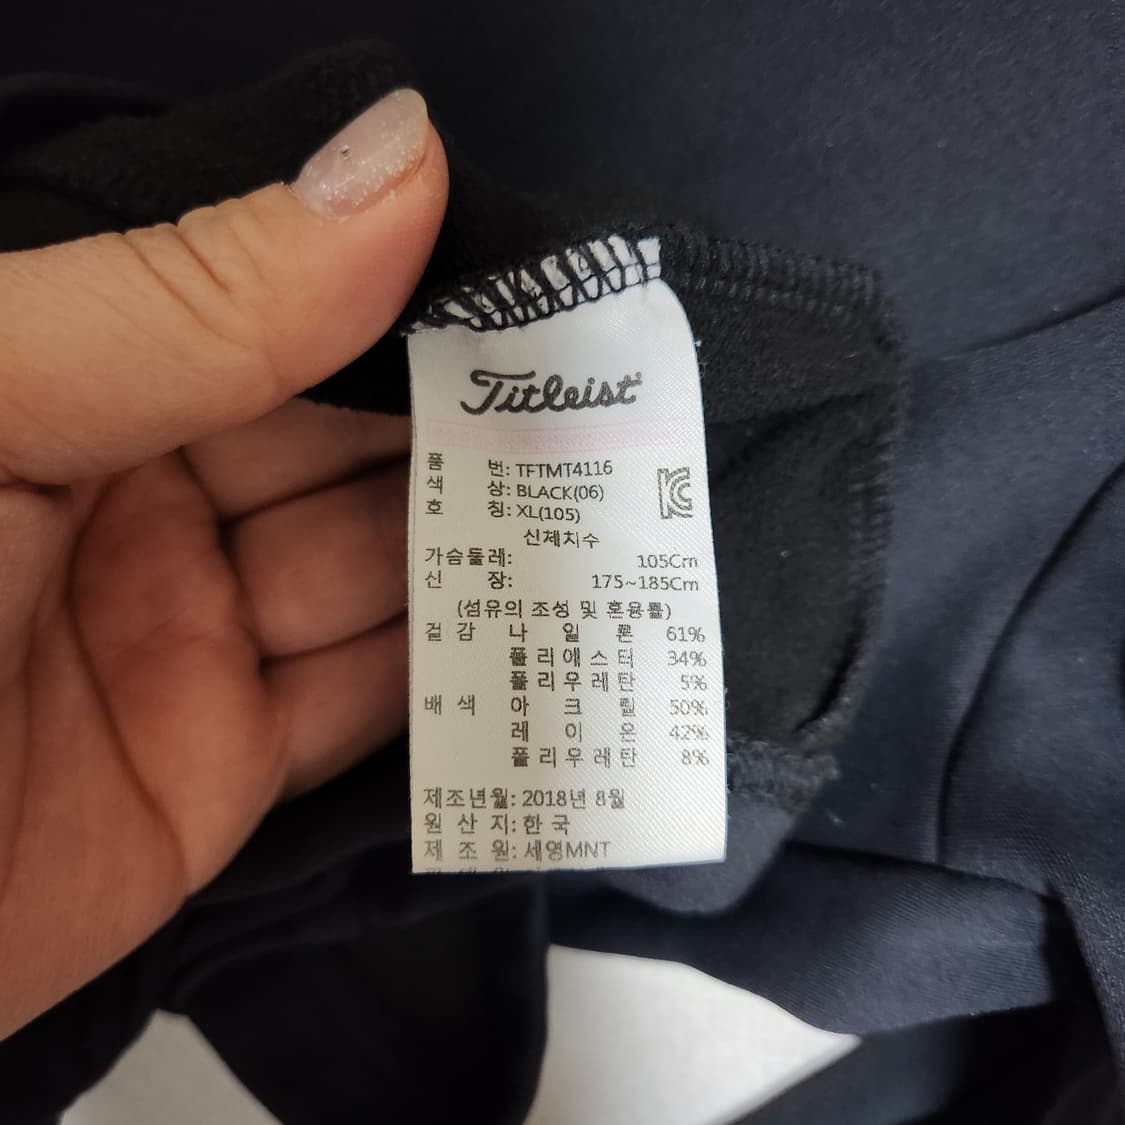 Titleist
품 번: TFTMT4116
색 상: BLACK(06)
호 칭: XL(105)
신체치수
가슴둘레: 105Cm
신 장: 175~185Cm
(섬유의 조성 및 혼용률)
겉감 나일론 61%
폴리에스터 34%
폴리우레탄 5%
배색 아크릴 50%
레이온 42%
폴리우레탄 8%
제조년월: 2018년 8월
원 산 지: 한국
제 조 원: 세영MNT